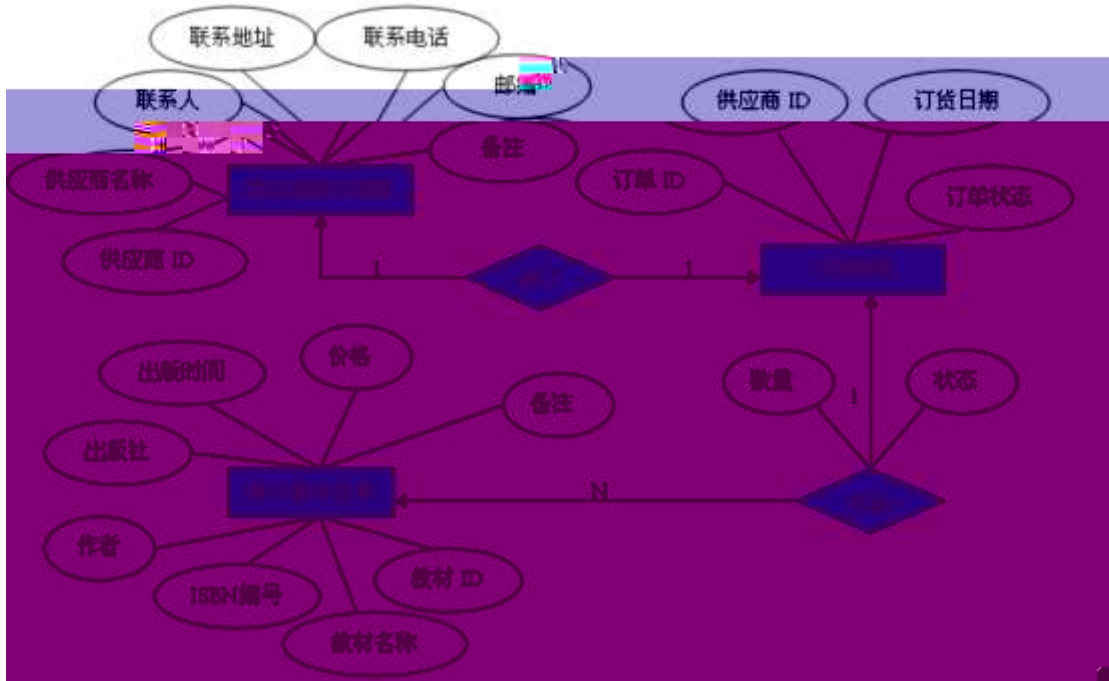 联系地址
联系电话
联系人
供应商 ID
订货日期
备注
供应商名称
订单 ID
订单状态
供应商 ID
1
1
价格
出版时间
数量
状态
备注
1
出版社
N
作者
教材 ID
ISBN编号
教材名称